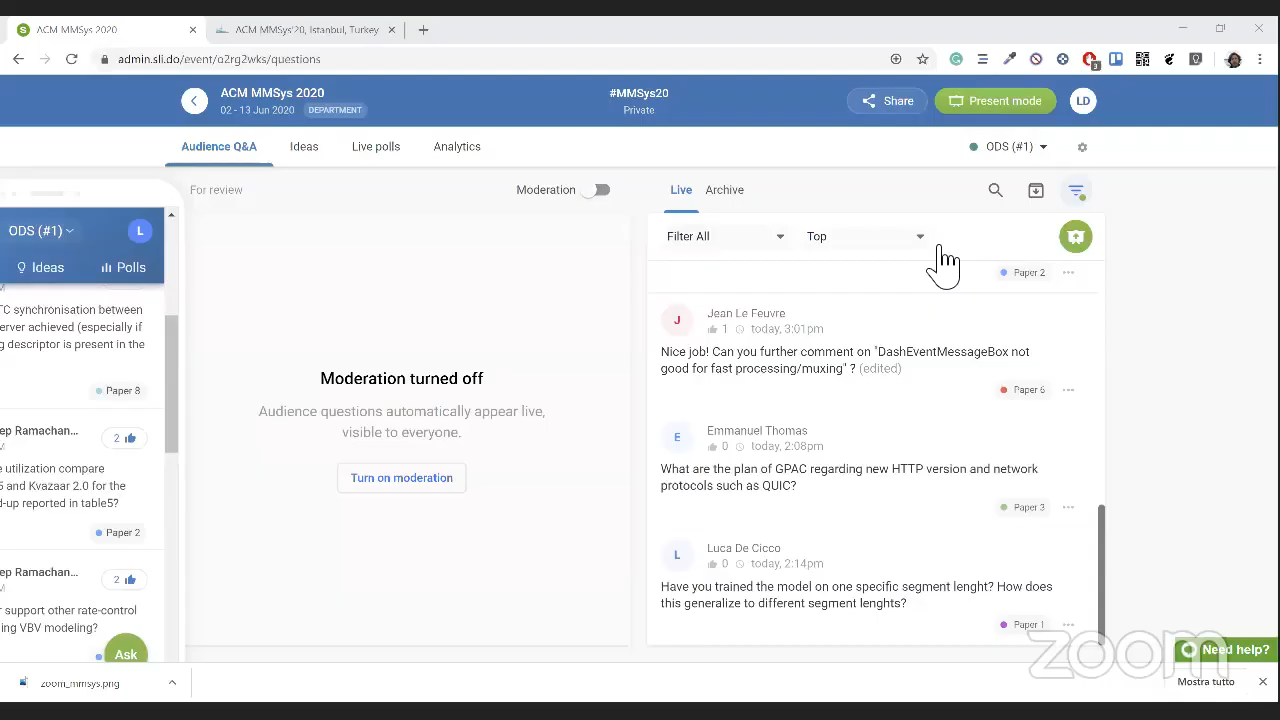 ACM MMSys 2020
ACM MMSys'20, Istanbul, Turkey
admin.sli.do/event/o2rg2wks/questions
3
ACM MMSys 2020
02 - 13 Jun 2020 DEPARTMENT
#MMSys20
Private
Share
Present mode
LD
Audience Q&A
Ideas
Live polls
Analytics
ODS (#1)
For review
Moderation
Live
Archive
ODS (#1)
L
Ideas
Polls
TC synchronisation between
erver achieved (especially if
g descriptor is present in the
Paper 8
ep Ramachan...
M
2
e utilization compare
5 and Kvazaar 2.0 for the
d-up reported in table5?
Paper 2
ep Ramachan...
M
2
r support other rate-control
ing VBV modeling?
Ask
Moderation turned off
Audience questions automatically appear live,
visible to everyone.
Turn on moderation
Filter All
Top
Paper 2
J
Jean Le Feuvre
1 today, 3:01pm
Nice job! Can you further comment on "DashEventMessageBox not
good for fast processing/muxing" ? (edited)
Paper 6
E
Emmanuel Thomas
0 today, 2:08pm
What are the plan of GPAC regarding new HTTP version and network
protocols such as QUIC?
Paper 3
L
Luca De Cicco
0 today, 2:14pm
Have you trained the model on one specific segment lenght? How does
this generalize to different segment lenghts?
Paper 1
zoom
Need help?
zoom_mmsys.png
Mostra tutto